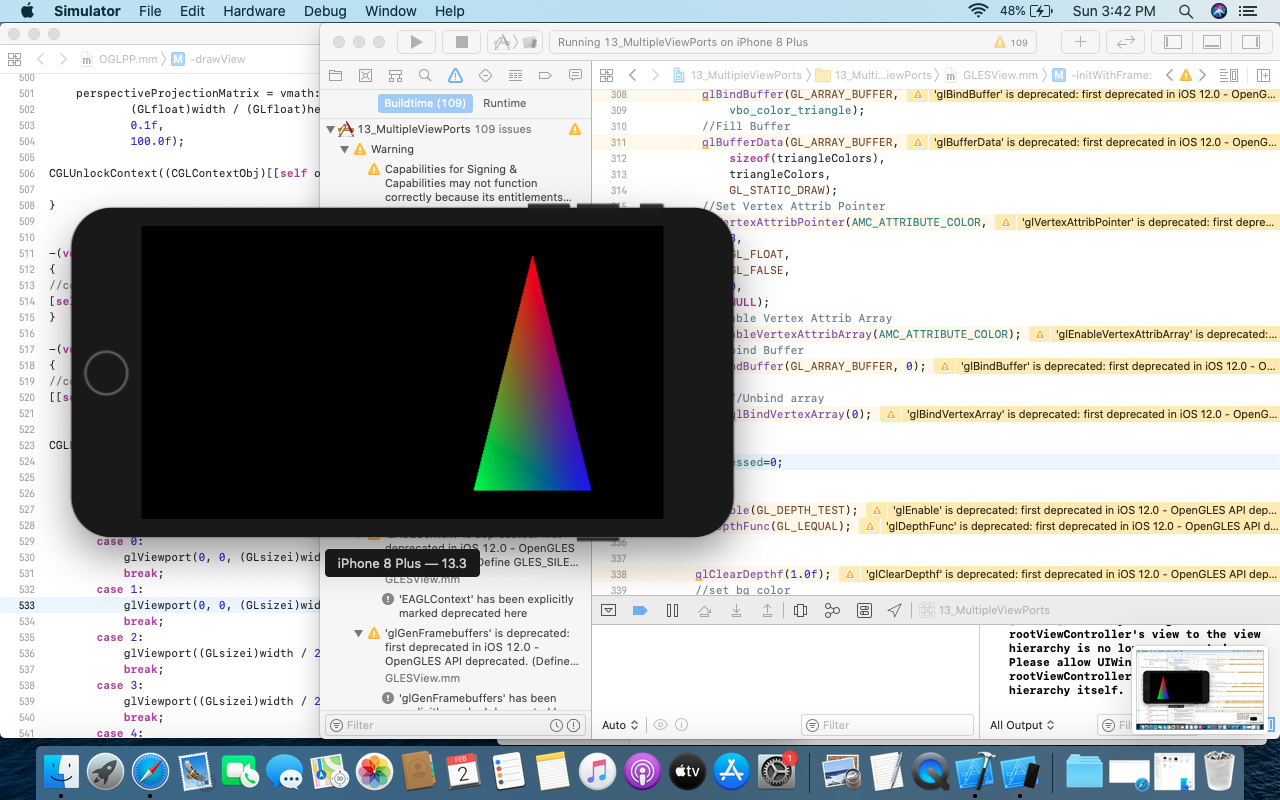 Simulator File Edit Hardware Debug Window Help 48% Sun 3:42 PM
OGLPP.mm -drawView
500
501 perspectiveProjectionMatrix = vmath:
502 (GLfloat)width / (GLfloat)he
503 0.1f,
504 100.0f);
505
506 CGLUnlockContext((CGLContextObj)[[self o
507
508 }
509
510
511 -(v
512 {
513 //c
514 [se
515 }
516
517 -(v
518 {
519 //c
520 [[s
521
522
523 CGL
524
525
526
527
528
case 0:
530 glViewport(0, 0, (GLsizei)wid
531 break;
532 case 1:
533 glViewport(0, 0, (GLsizei)wid
534 break;
535 case 2:
536 glViewport((GLsizei)width / 2
537 break;
538 case 3:
539 glViewport((GLsizei)width / 2
540 break;
541 case 4:
Running 13_MultipleViewPorts on iPhone 8 Plus 109
Buildtime (109) Runtime
13_MultipleViewPorts 109 issues
Warning
Capabilities for Signing &
Capabilities may not function
correctly because its entitlements...
iPhone 8 Plus — 13.3
deprecated in iOS 12.0 - OpenGLES
GLESView.mm
'EAGLContext' has been explicitly
marked deprecated here
'glGenFramebuffers' is deprecated:
first deprecated in iOS 12.0 -
OpenGLES API deprecated. (Define...
GLESView.mm
'glGenFramebuffers' has been
Filter
13_MultipleViewPorts 13_Multi...iewPorts GLESView.mm -initWithFrame:
308 glBindBuffer(GL_ARRAY_BUFFER, 'glBindBuffer' is deprecated: first deprecated in iOS 12.0 - OpenG...
309 vbo_color_triangle);
310 //Fill Buffer
311 glBufferData(GL_ARRAY_BUFFER, 'glBufferData' is deprecated: first deprecated in iOS 12.0 - OpenG...
312 sizeof(triangleColors),
313 triangleColors,
314 GL_STATIC_DRAW);
//Set Vertex Attrib Pointer
ertexAttribPointer(AMC_ATTRIBUTE_COLOR, 'glVertexAttribPointer' is deprecated: first depre...
GL_FLOAT,
GL_FALSE,
NULL);
able Vertex Attrib Array
ableVertexAttribArray(AMC_ATTRIBUTE_COLOR); 'glEnableVertexAttribArray' is deprecated:...
bind Buffer
ndBuffer(GL_ARRAY_BUFFER, 0); 'glBindBuffer' is deprecated: first deprecated in iOS 12.0 - O...
//Unbind array
glBindVertexArray(0); 'glBindVertexArray' is deprecated: first deprecated in iOS 12.0 - OpenG...
ssed=0;
ble(GL_DEPTH_TEST); 'glEnable' is deprecated: first deprecated in iOS 12.0 - OpenGLES API dep...
epthFunc(GL_LEQUAL); 'glDepthFunc' is deprecated: first deprecated in iOS 12.0 - OpenGLES API d...
336
337
338 glClearDepthf(1.0f); 'glClearDepthf' is deprecated: first deprecated in iOS 12.0 - OpenGLES API dep...
339 //set bg color
13_MultipleViewPorts
rootViewController's view to the view
hierarchy is no lo
Please allow UIWin
rootViewController
hierarchy itself.
Auto Filter All Output
FEB
2
tv
1